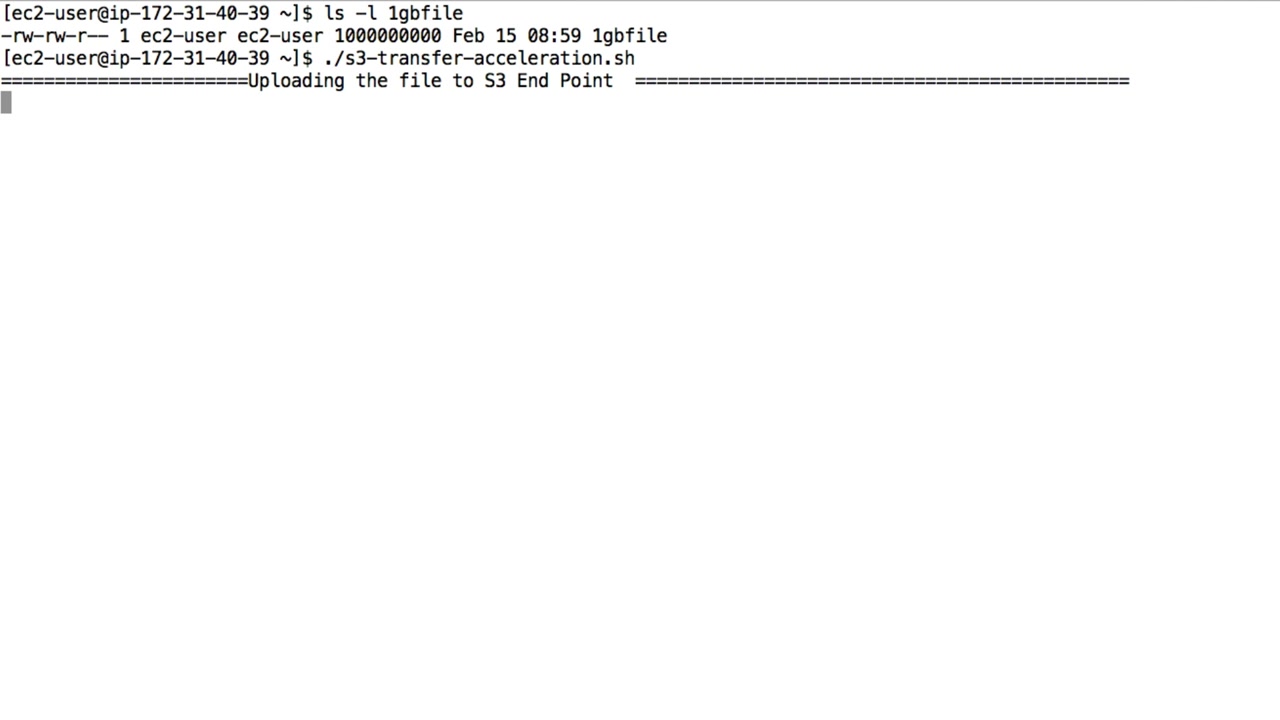 [ec2-user@ip-172-31-40-39 ~]$ ls -l 1gbfile
-rw-rw-r-- 1 ec2-user ec2-user 1000000000 Feb 15 08:59 1gbfile
[ec2-user@ip-172-31-40-39 ~]$ ./s3-transfer-acceleration.sh
=======================Uploading the file to S3 End Point  ==============================================